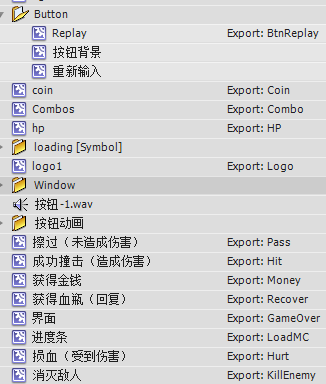 Button
Replay Export: BtnReplay
按钮背景
重新输入
coin Export: Coin
Combos Export: Combo
hp Export: HP
loading [Symbol]
logo1 Export: Logo
Window
按钮-1.wav
按钮动画
擦过（未造成伤害） Export: Pass
成功撞击（造成伤害） Export: Hit
获得金钱 Export: Money
获得血瓶（回复） Export: Recover
界面 Export: GameOver
进度条 Export: LoadMC
损血（受到伤害） Export: Hurt
消灭敌人 Export: KillEnemy